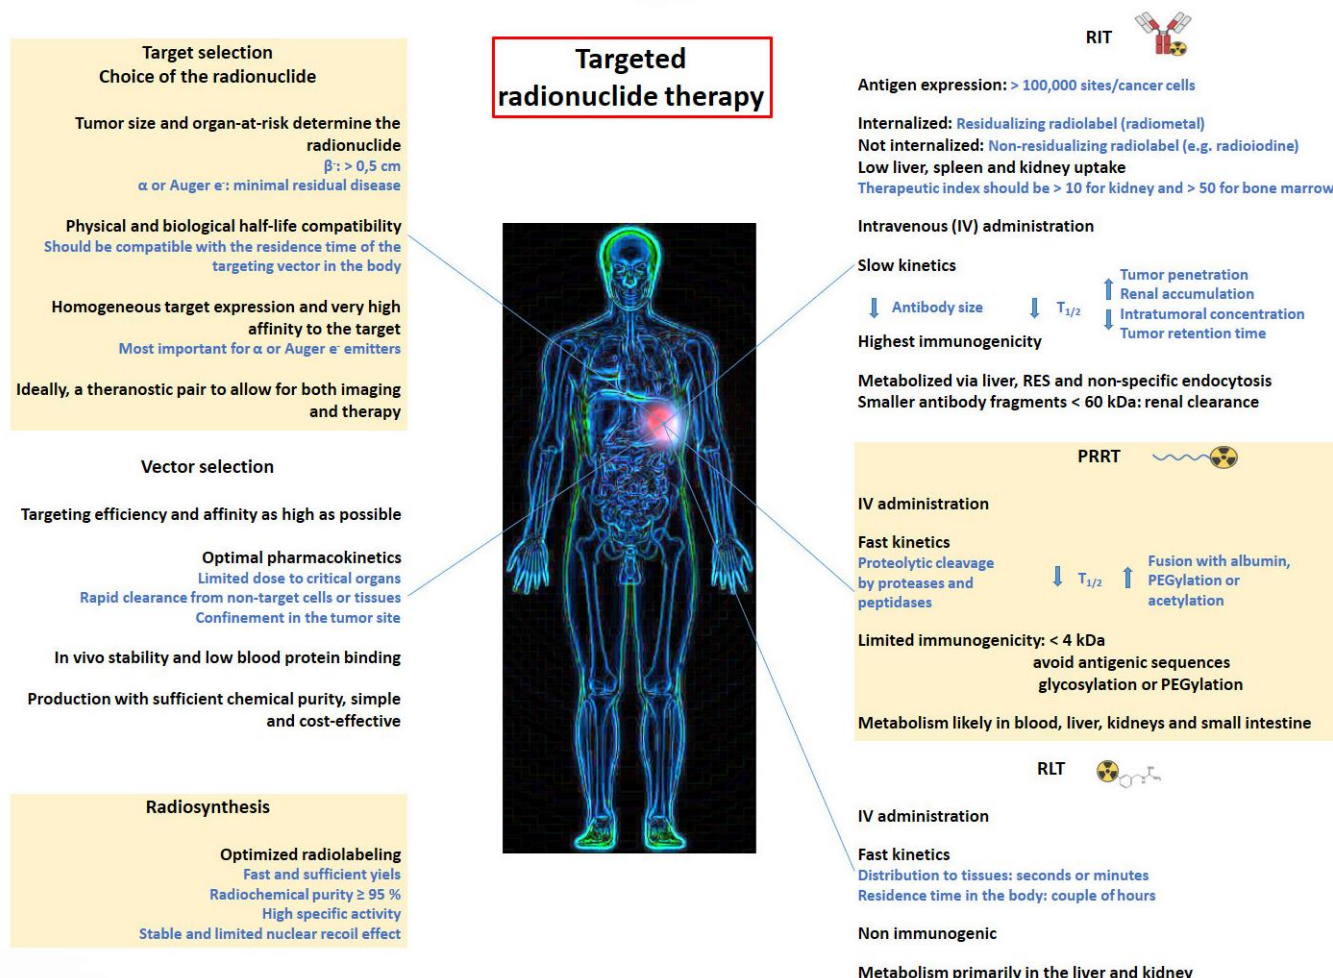 Targeted
radionuclide therapy
Target selection
Choice of the radionuclide
Tumor size and organ-at-risk determine the
radionuclide
β⁻: > 0,5 cm
α or Auger e⁻: minimal residual disease
Physical and biological half-life compatibility
Should be compatible with the residence time of the
targeting vector in the body
Homogeneous target expression and very high
affinity to the target
Most important for α or Auger e⁻ emitters
Ideally, a theranostic pair to allow for both imaging
and therapy
Vector selection
Targeting efficiency and affinity as high as possible
Optimal pharmacokinetics
Limited dose to critical organs
Rapid clearance from non-target cells or tissues
Confinement in the tumor site
In vivo stability and low blood protein binding
Production with sufficient chemical purity, simple
and cost-effective
Radiosynthesis
Optimized radiolabeling
Fast and sufficient yiels
Radiochemical purity ≥ 95 %
High specific activity
Stable and limited nuclear recoil effect
RIT
Antigen expression: > 100,000 sites/cancer cells
Internalized: Residualizing radiolabel (radiometal)
Not internalized: Non-residualizing radiolabel (e.g. radioiodine)
Low liver, spleen and kidney uptake
Therapeutic index should be > 10 for kidney and > 50 for bone marrow
Intravenous (IV) administration
Slow kinetics
↓ Antibody size ↓ T1/2
↑ Tumor penetration
Renal accumulation
↓ Intratumoral concentration
Tumor retention time
Highest immunogenicity
Metabolized via liver, RES and non-specific endocytosis
Smaller antibody fragments < 60 kDa: renal clearance
PRRT
IV administration
Fast kinetics
Proteolytic cleavage
by proteases and
peptidases
↓ T1/2 ↑
Fusion with albumin,
PEGylation or
acetylation
Limited immunogenicity: < 4 kDa
avoid antigenic sequences
glycosylation or PEGylation
Metabolism likely in blood, liver, kidneys and small intestine
RLT
IV administration
Fast kinetics
Distribution to tissues: seconds or minutes
Residence time in the body: couple of hours
Non immunogenic
Metabolism primarily in the liver and kidney